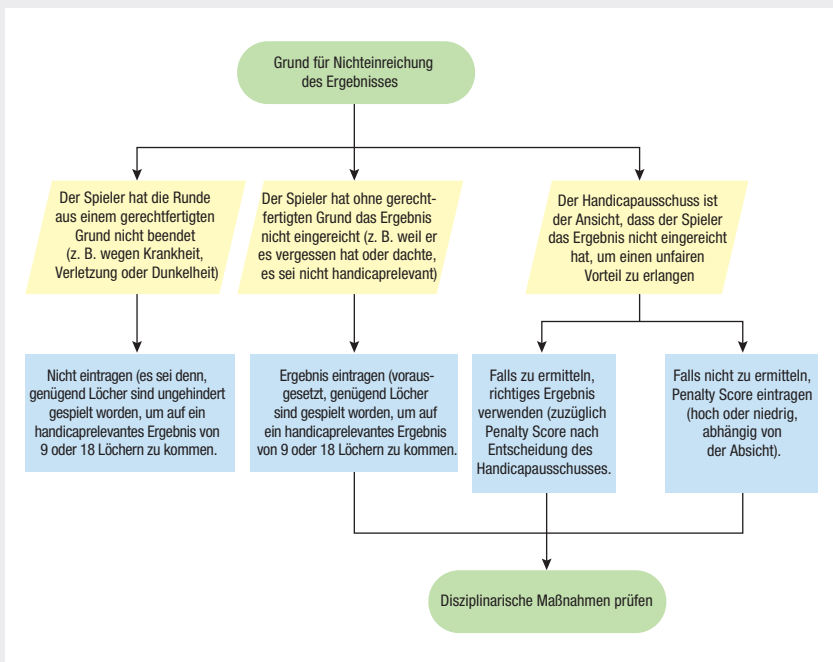 Grund für Nichteinreichung
des Ergebnisses
Der Spieler hat die Runde
aus einem gerechtfertigten
Grund nicht beendet
(z. B. wegen Krankheit,
Verletzung oder Dunkelheit)
Der Spieler hat ohne gerecht-
fertigten Grund das Ergebnis
nicht eingereicht (z. B. weil er
es vergessen hat oder dachte,
es sei nicht handicaprelevant)
Der Handicapausschuss ist
der Ansicht, dass der Spieler
das Ergebnis nicht eingereicht
hat, um einen unfairen
Vorteil zu erlangen
Nicht eintragen (es sei denn,
genügend Löcher sind ungehindert
gespielt worden, um auf ein
handicaprelevantes Ergebnis von
9 oder 18 Löchern zu kommen.
Ergebnis eintragen (voraus-
gesetzt, genügend Löcher
sind gespielt worden, um auf
ein handicaprelevantes Ergebnis
von 9 oder 18 Löchern zu kommen.
Falls zu ermitteln,
richtiges Ergebnis
verwenden (zuzüglich
Penalty Score nach
Entscheidung des
Handicapausschusses.
Falls nicht zu ermitteln,
Penalty Score eintragen
(hoch oder niedrig,
abhängig von
der Absicht).
Disziplinarische Maßnahmen prüfen